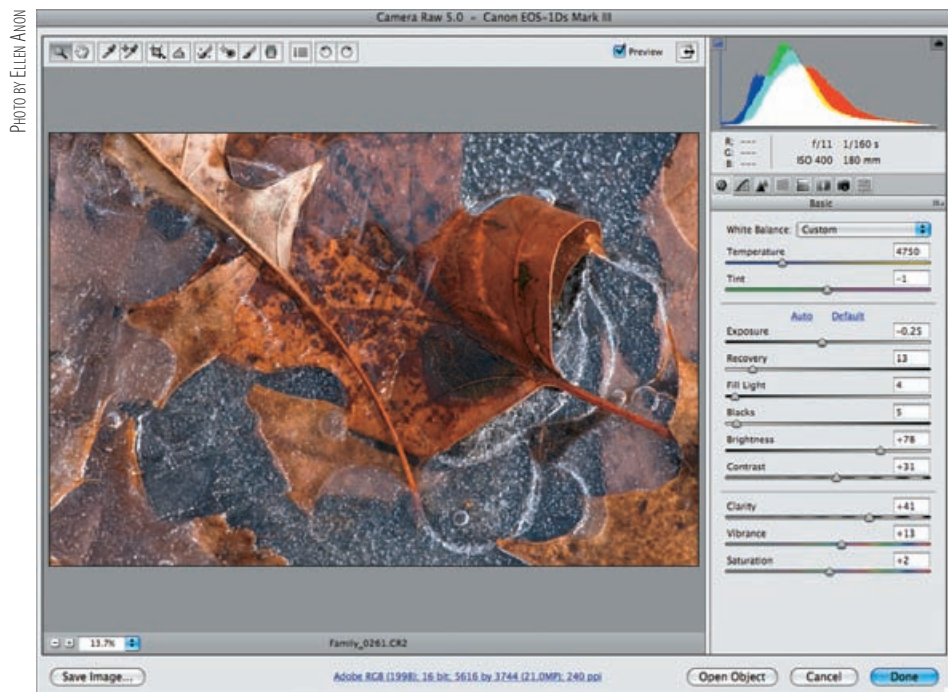 Camera Raw 5.0 – Canon EOS-1Ds Mark III
PHOTO BY ELLEN ANON
Preview
R: ---
G: ---
B: ---
f/11 1/160 s
ISO 400 180 mm
Basic
White Balance: Custom
Temperature 4750
Tint -1
Auto Default
Exposure -0.25
Recovery 13
Fill Light 4
Blacks 5
Brightness +78
Contrast +31
Clarity +41
Vibrance +13
Saturation +2
13.7% Family_0261.CR2
Save Image... Adobe RGB (1998); 16 bit; 5616 by 3744 (21.0MP); 240 ppi Open Object Cancel Done